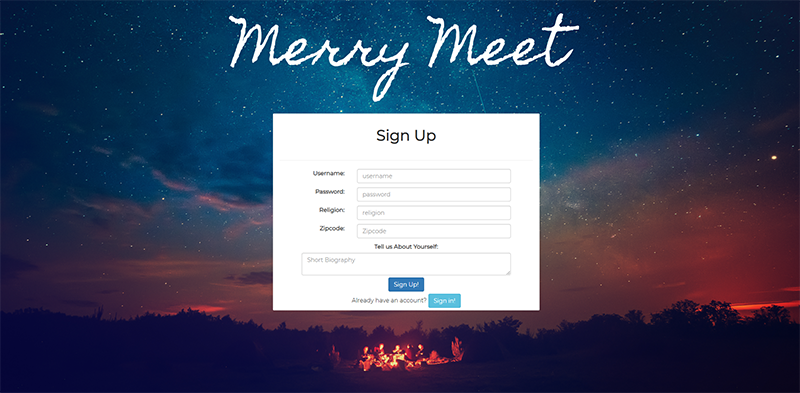 Merry Meet
Sign Up
Username: username
Password: password
Religion: religion
Zipcode: Zipcode
Tell us About Yourself:
Short Biography
Sign Up!
Already have an account? Sign in!